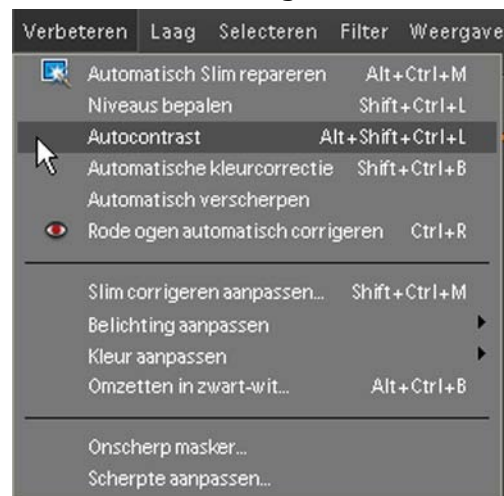 Verbeteren Laag Selecteren Filter Weergave
Automatisch Slim repareren Alt+Ctrl+M
Niveaus bepalen Shift+Ctrl+L
Autocontrast Alt+Shift+Ctrl+L
Automatische kleurcorrectie Shift+Ctrl+B
Automatisch verscherpen
Rode ogen automatisch corrigeren Ctrl+R
Slim corrigeren aanpassen... Shift+Ctrl+M
Belichting aanpassen
Kleur aanpassen
Omzetten in zwart-wit... Alt+Ctrl+B
Onscherp masker...
Scherpte aanpassen...